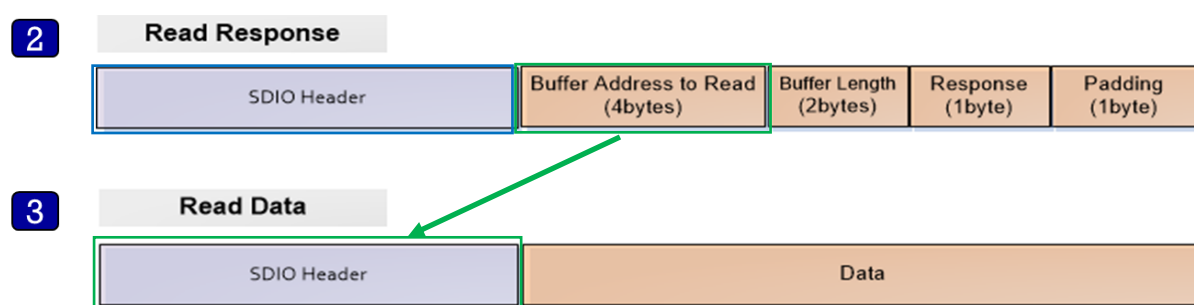 2
Read Response
SDIO Header
Buffer Address to Read
(4bytes)
Buffer Length
(2bytes)
Response
(1byte)
Padding
(1byte)
3
Read Data
SDIO Header
Data